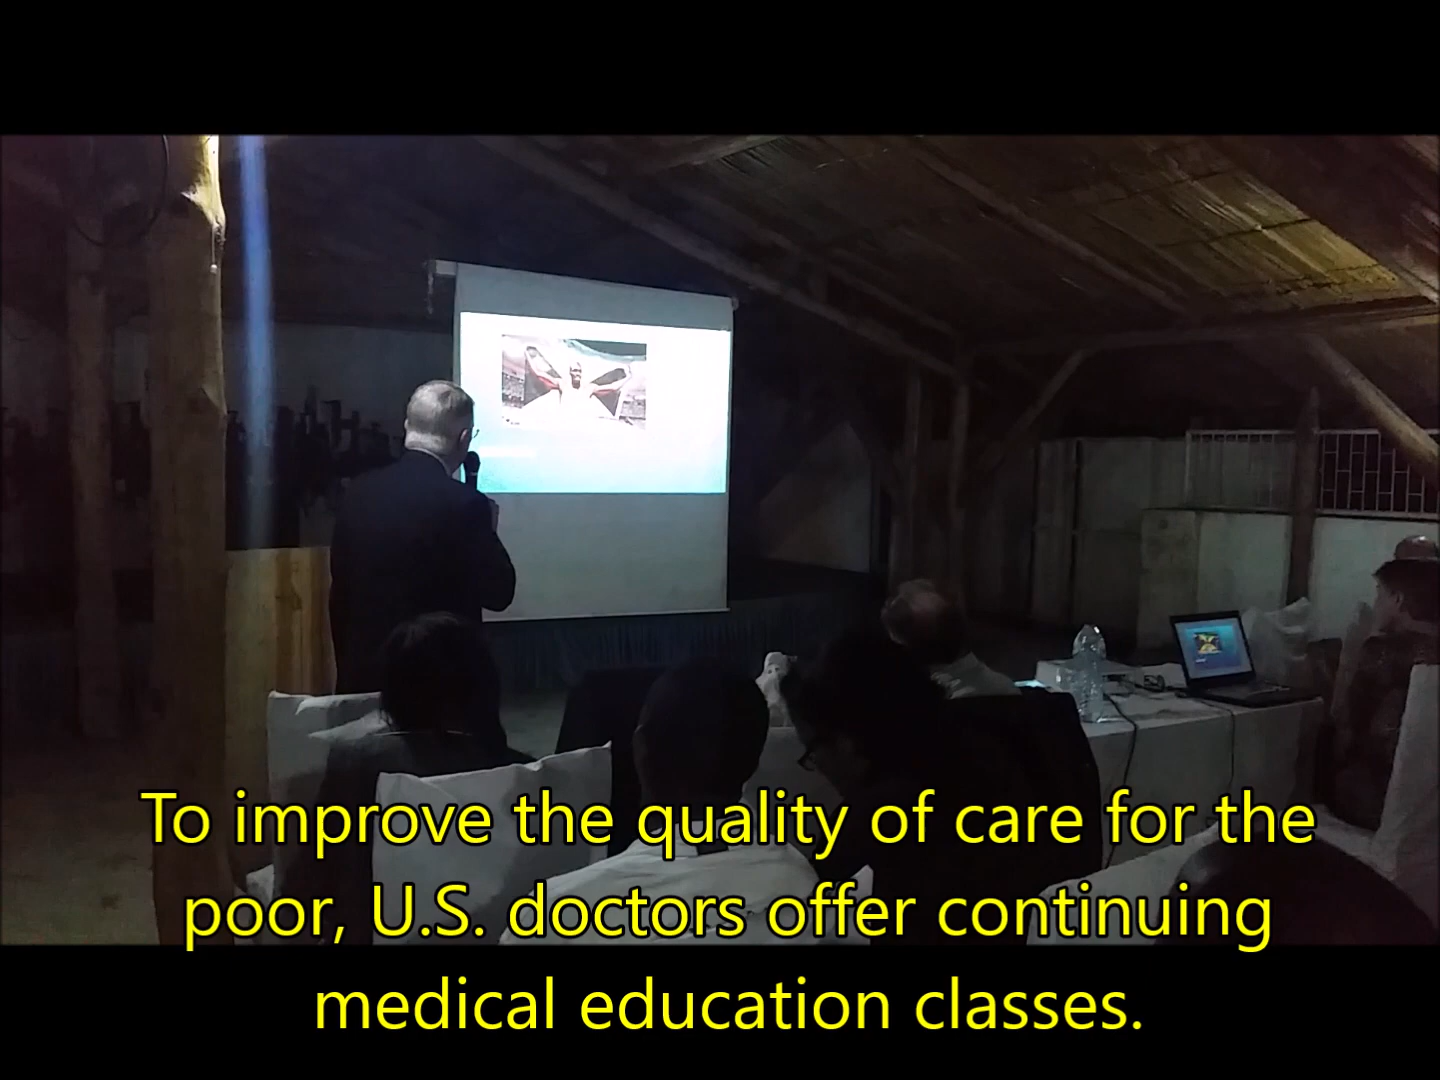 To improve the quality of care for the
poor, U.S. doctors offer continuing
medical education classes.